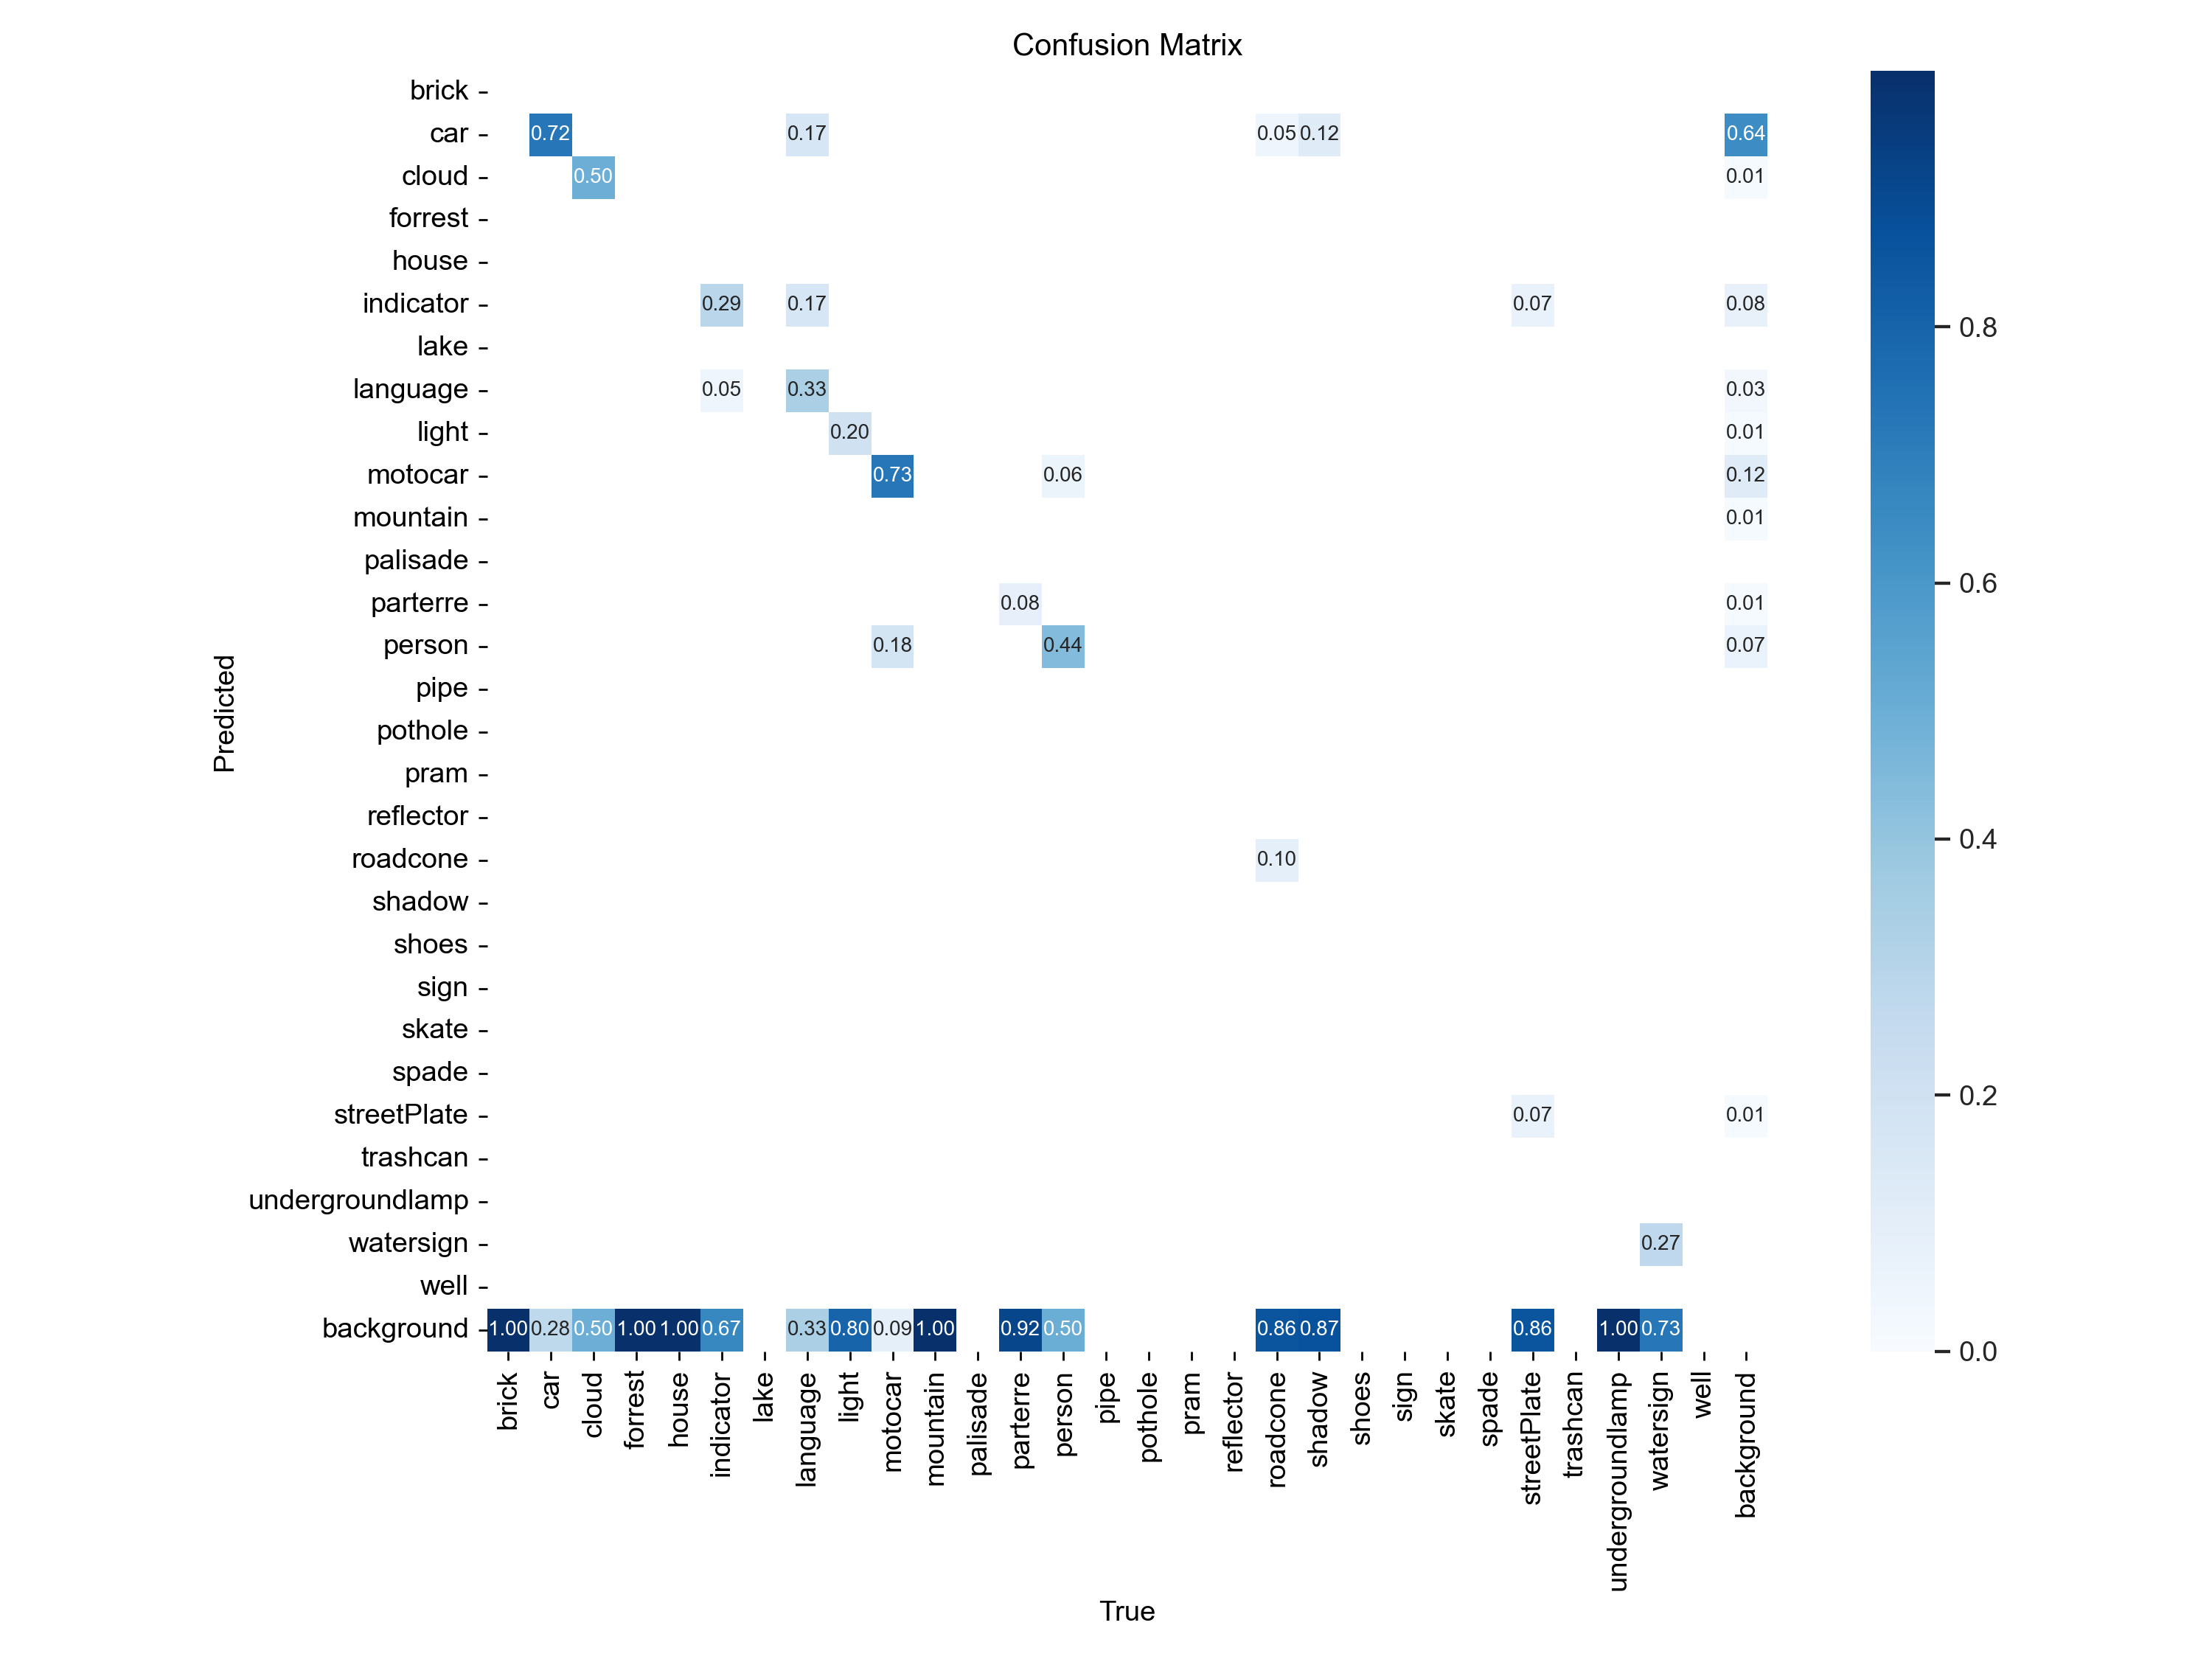 Confusion Matrix
brick
car 0.72 0.17 0.05 0.12 0.64
cloud 0.50 0.01
forrest
house
indicator 0.29 0.17 0.07 0.08
lake
language 0.05 0.33 0.03
light 0.20 0.01
motocar 0.73 0.06 0.12
mountain 0.01
palisade
parterre 0.08 0.01
person 0.18 0.44 0.07
pipe
pothole
pram
reflector
roadcone 0.10
shadow
shoes
sign
skate
spade
streetPlate 0.07 0.01
trashcan
undergroundlamp
watersign 0.27
well
background 1.00 0.28 0.50 1.00 1.00 0.67 0.33 0.80 0.09 1.00 0.92 0.50 0.86 0.87 0.86 1.00 0.73
Predicted
brick
car
cloud
forrest
house
indicator
lake
language
light
motocar
mountain
palisade
parterre
person
pipe
pothole
pram
reflector
roadcone
shadow
shoes
sign
skate
spade
streetPlate
trashcan
undergroundlamp
watersign
well
background
True
0.8
0.6
0.4
0.2
0.0